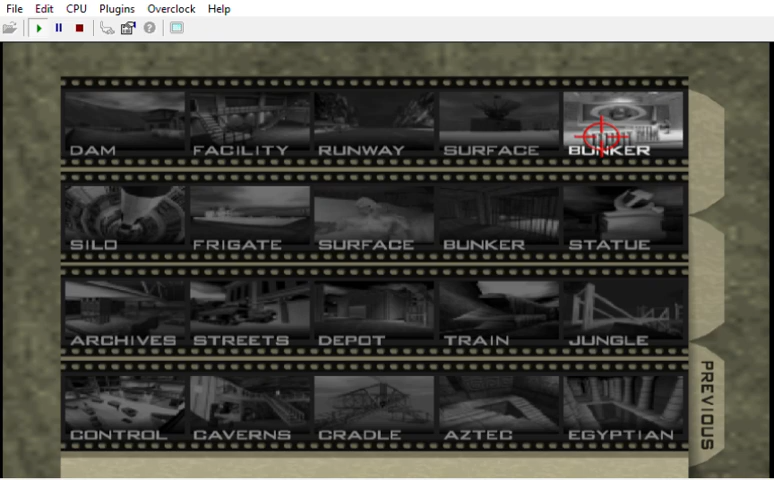 File Edit CPU Plugins Overclock Help
DAM FACILITY RUNWAY SURFACE BUNKER
SILO FRIGATE SURFACE BUNKER STATUE
ARCHIVES STREETS DEPOT TRAIN JUNGLE
CONTROL CAVERNS CRADLE AZTEC EGYPTIAN
PREVIOUS